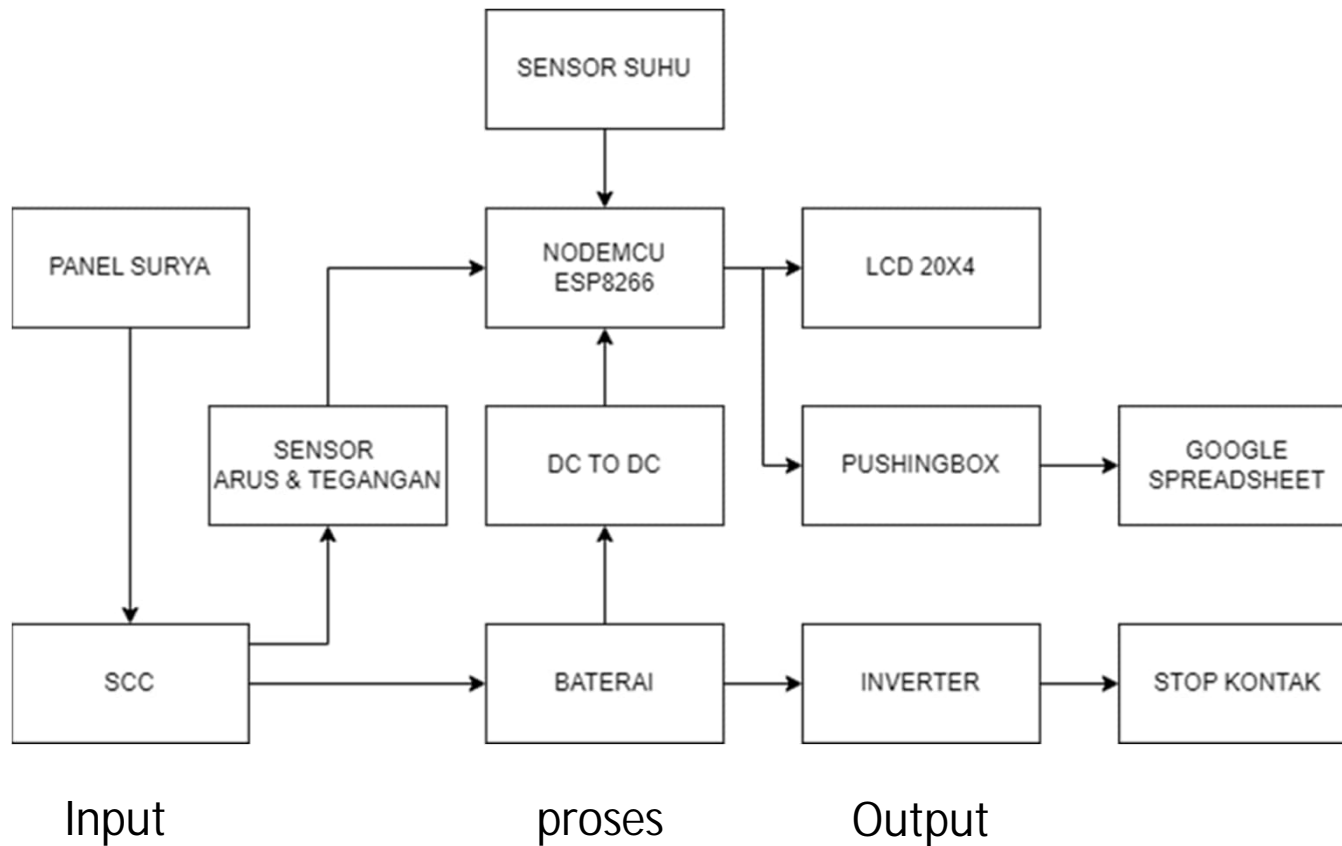 SENSOR SUHU
PANEL SURYA
NODEMCU
ESP8266
LCD 20X4
SENSOR
ARUS & TEGANGAN
DC TO DC
PUSHINGBOX
GOOGLE
SPREADSHEET
SCC
BATERAI
INVERTER
STOP KONTAK
Input
proses
Output